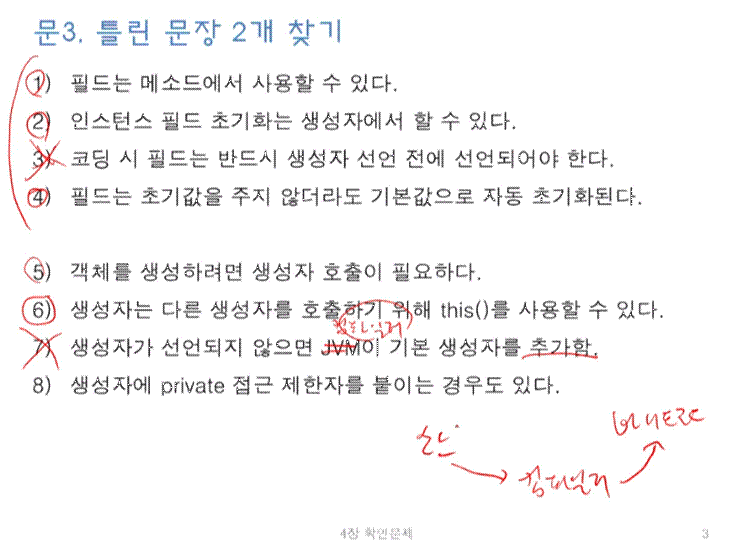 문3. 틀린 문장 2개 찾기
1) 필드는 메소드에서 사용할 수 있다.
2) 인스턴스 필드 초기화는 생성자에서 할 수 있다.
3) 코딩 시 필드는 반드시 생성자 선언 전에 선언되어야 한다.
4) 필드는 초기값을 주지 않더라도 기본값으로 자동 초기화된다.
5) 객체를 생성하려면 생성자 호출이 필요하다.
6) 생성자는 다른 생성자를 호출하기 위해 this()를 사용할 수 있다.
컴파일러
7) 생성자가 선언되지 않으면 JVM이 기본 생성자를 추가함.
8) 생성자에 private 접근 제한자를 붙이는 경우도 있다.
컴파일러
4장 확인문제
3